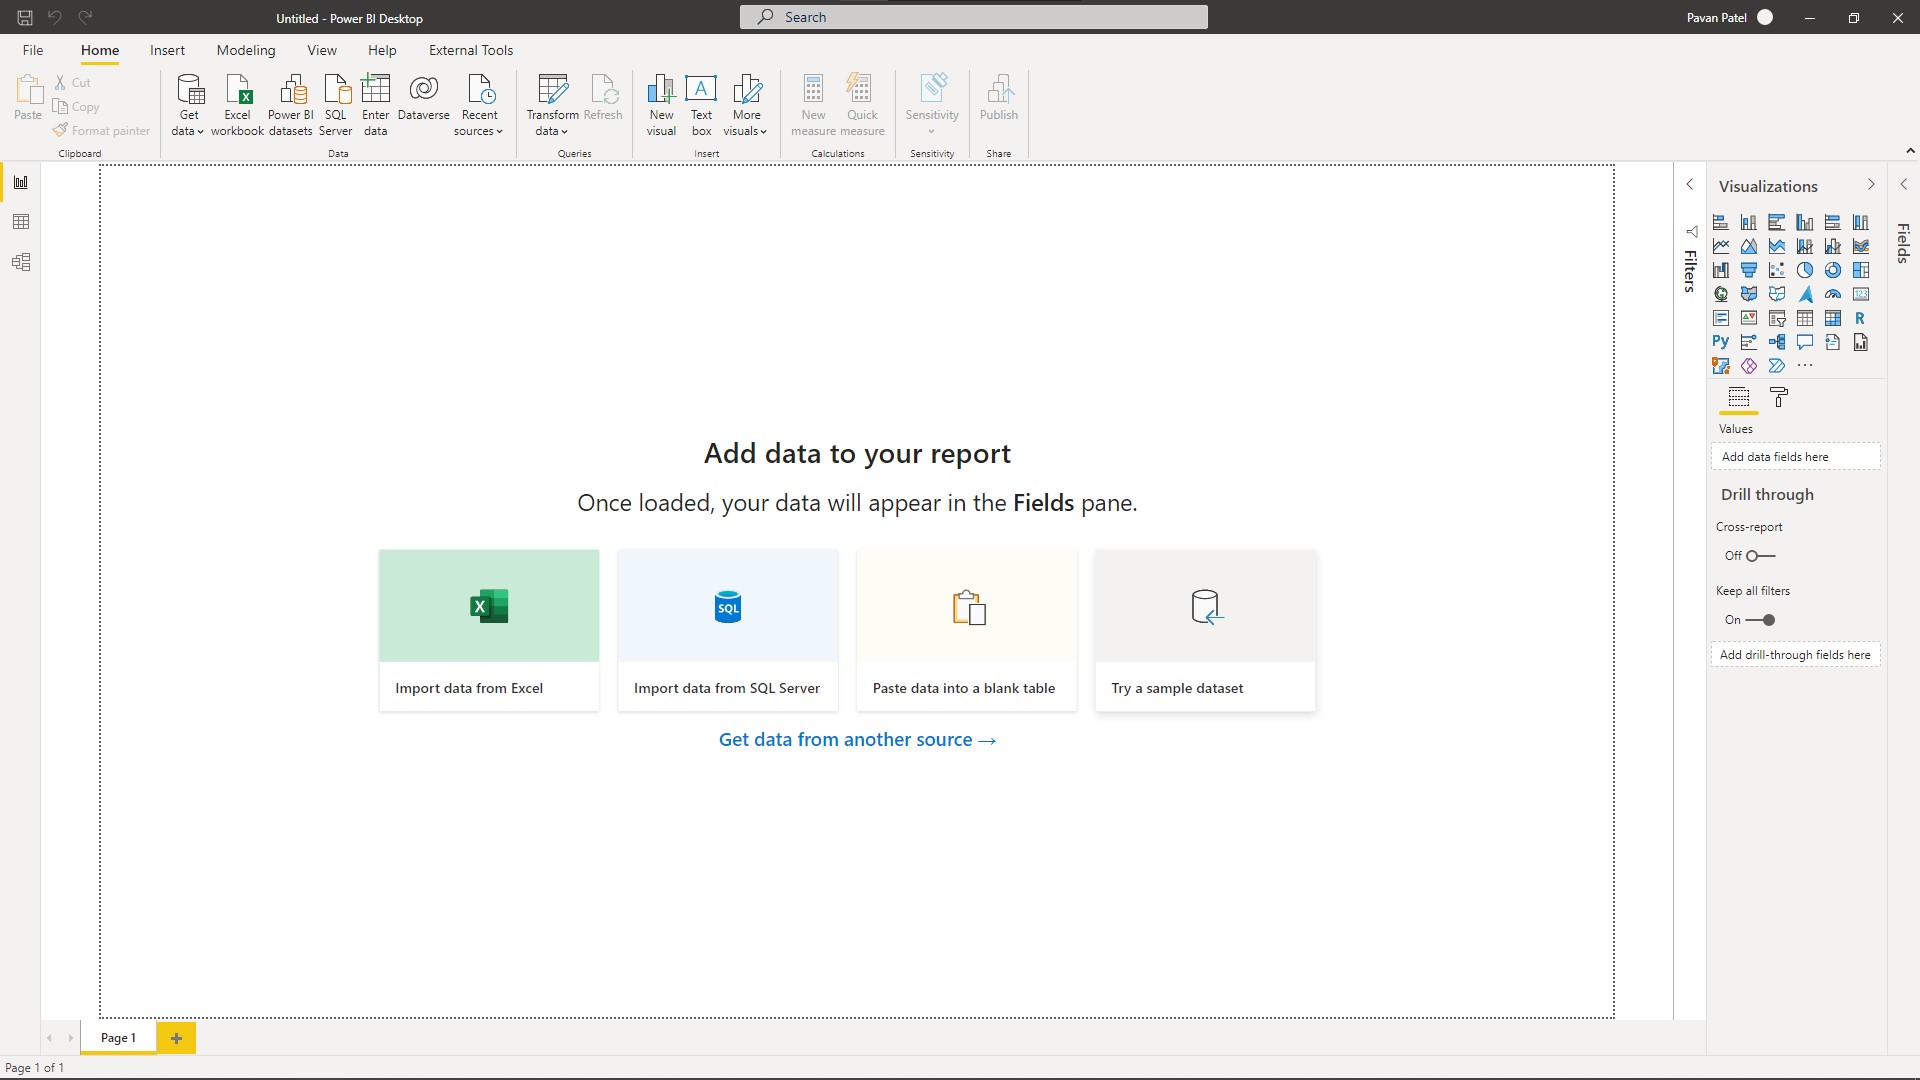 Untitled - Power BI Desktop
Search
Pavan Patel
File Home Insert Modeling View Help External Tools
Paste
Cut
Copy
Format painter
Clipboard
Get data
Excel workbook
Power BI datasets
SQL Server
Enter data
Dataverse
Recent sources
Data
Transform data
Refresh
Queries
New visual
Text box
More visuals
Insert
New measure
Quick measure
Calculations
Sensitivity
Sensitivity
Publish
Share
Add data to your report
Once loaded, your data will appear in the Fields pane.
X
SQL
Import data from Excel
Import data from SQL Server
Paste data into a blank table
Try a sample dataset
Get data from another source →
Filters
Visualizations
123
R
Py
Values
Add data fields here
Drill through
Cross-report
Off
Keep all filters
On
Add drill-through fields here
Fields
Page 1
Page 1 of 1